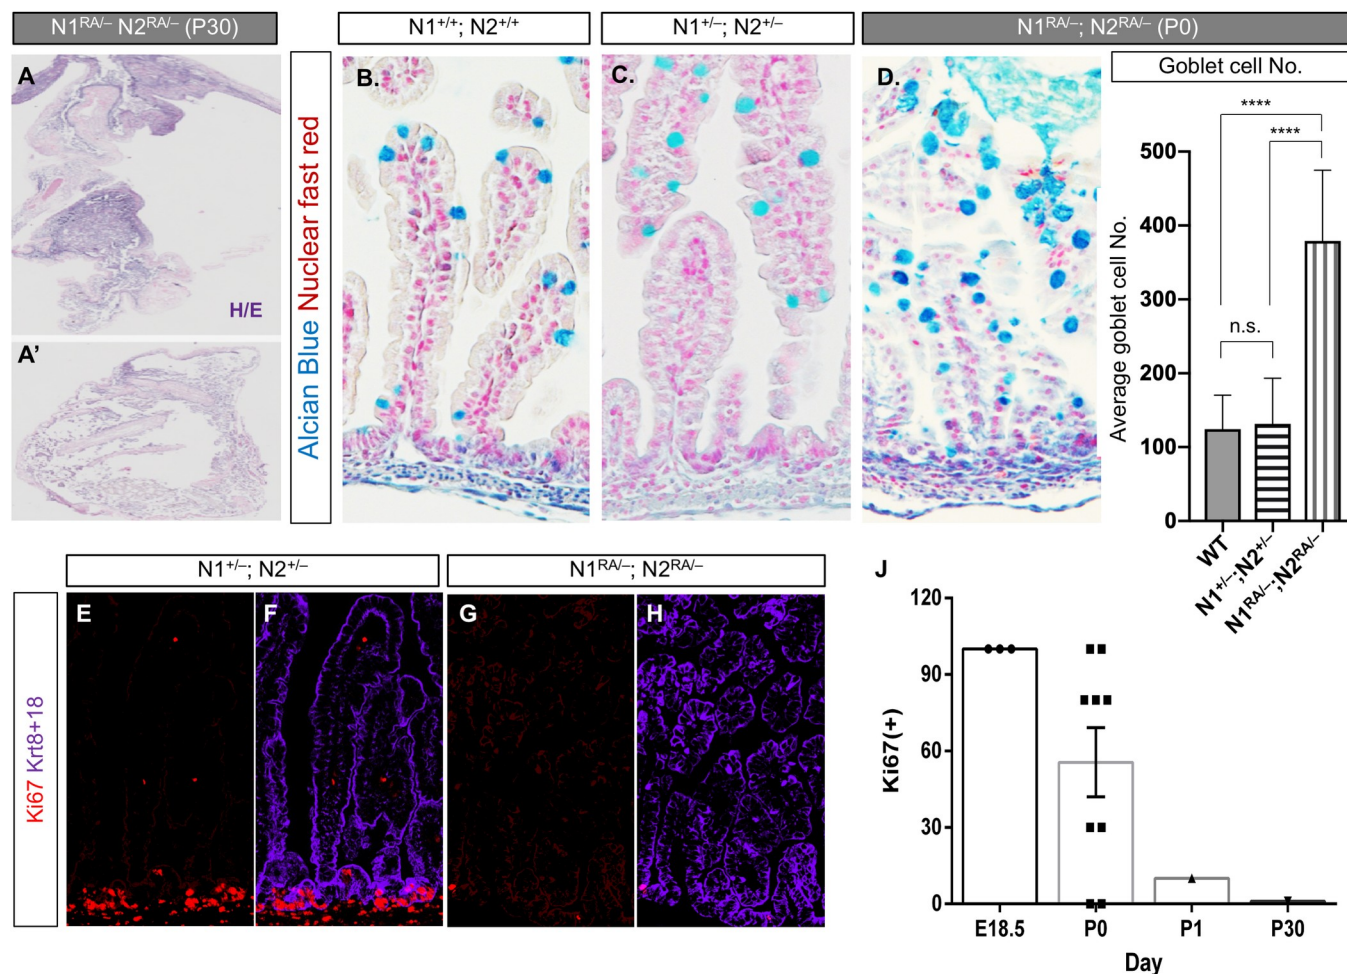 N1RA/– N2RA/– (P30)
N1+/+; N2+/+
N1+/–; N2+/–
N1RA/–; N2RA/– (P0)
A
H/E
A'
Alcian Blue Nuclear fast red
B.
C.
D.
Goblet cell No.
****
****
n.s.
Average goblet cell No.
500
400
300
200
100
0
WT
N1+/–;N2+/–
N1RA/–;N2RA/–
N1+/–; N2+/–
N1RA/–; N2RA/–
Ki67 Krt8+18
E
F
G
H
J
Ki67(+)
120
90
60
30
0
E18.5 P0 P1 P30
Day